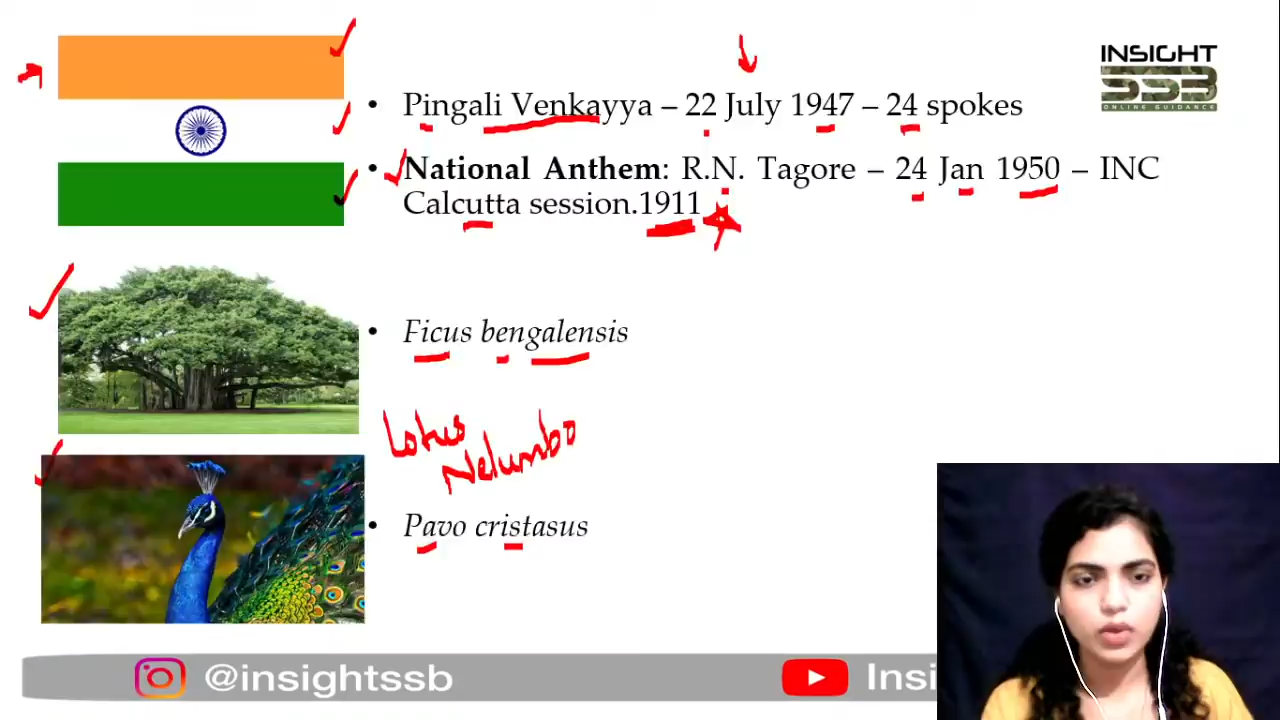 INSIGHT
SSB
ONLINE GUIDANCE
• Pingali Venkayya – 22 July 1947 – 24 spokes
• National Anthem: R.N. Tagore – 24 Jan 1950 – INC
Calcutta session.1911
• Ficus bengalensis
Lotus
Nelumbo
• Pavo cristasus
@insightssb
Insi